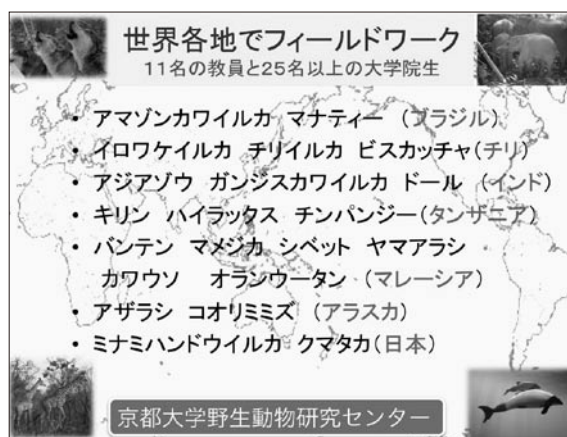 世界各地でフィールドワーク
11名の教員と25名以上の大学院生
• アマゾンカワイルカ マナティー (ブラジル)
• イロワケイルカ チリイルカ ビスカッチャ(チリ)
• アジアゾウ ガンジスカワイルカ ドール (インド)
• キリン ハイラックス チンパンジー(タンザニア)
• バンテン マメジカ シベット ヤマアラシ
カワウソ オランウータン (マレーシア)
• アザラシ コオリミミズ (アラスカ)
• ミナミハンドウイルカ クマタカ(日本)
京都大学野生動物研究センター